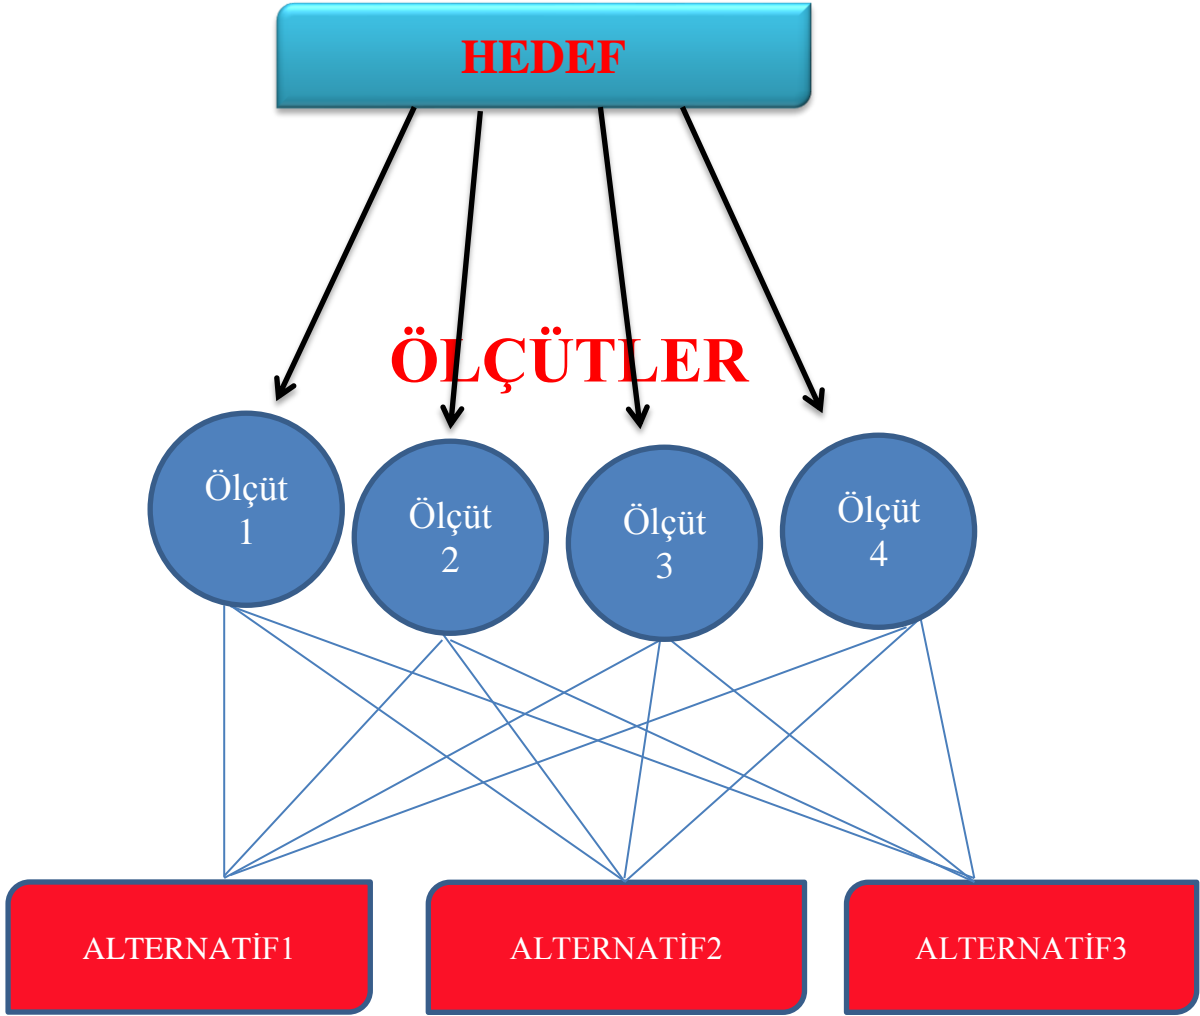 HEDEF
ÖLÇÜTLER
Ölçüt
1
Ölçüt
2
Ölçüt
3
Ölçüt
4
ALTERNATİF1
ALTERNATİF2
ALTERNATİF3